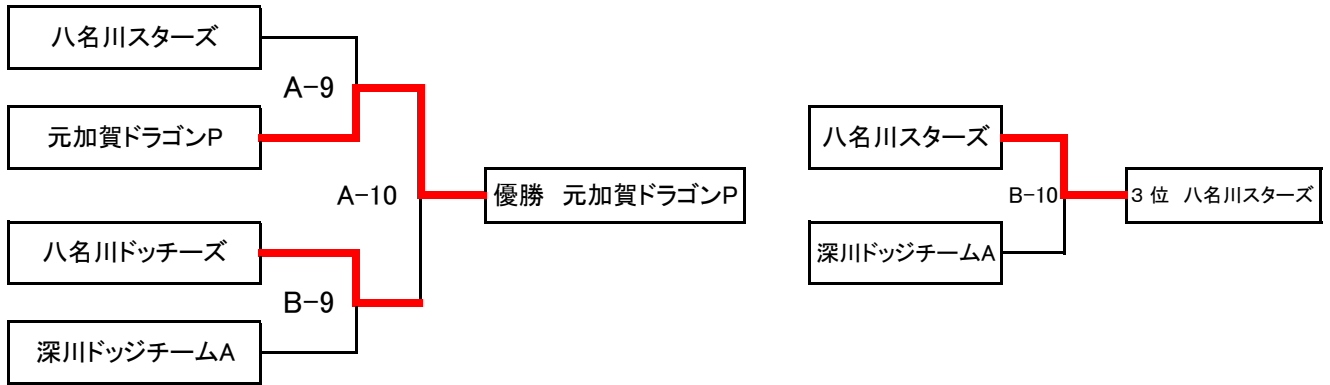 八名川スターズ
A-9
元加賀ドラゴンP
A-10
優勝 元加賀ドラゴンP
八名川ドッチーズ
B-9
深川ドッジチームA
八名川スターズ
B-10
3 位 八名川スターズ
深川ドッジチームA